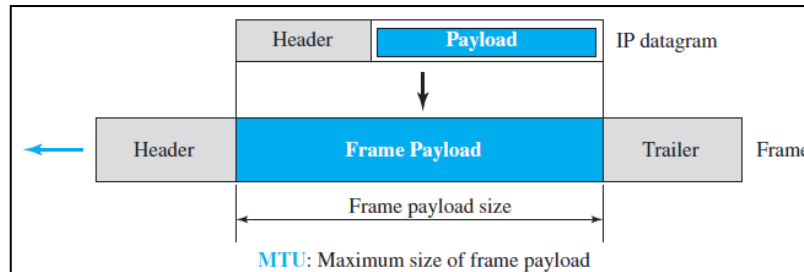 Header Payload IP datagram
Header Frame Payload Trailer Frame
Frame payload size
MTU: Maximum size of frame payload